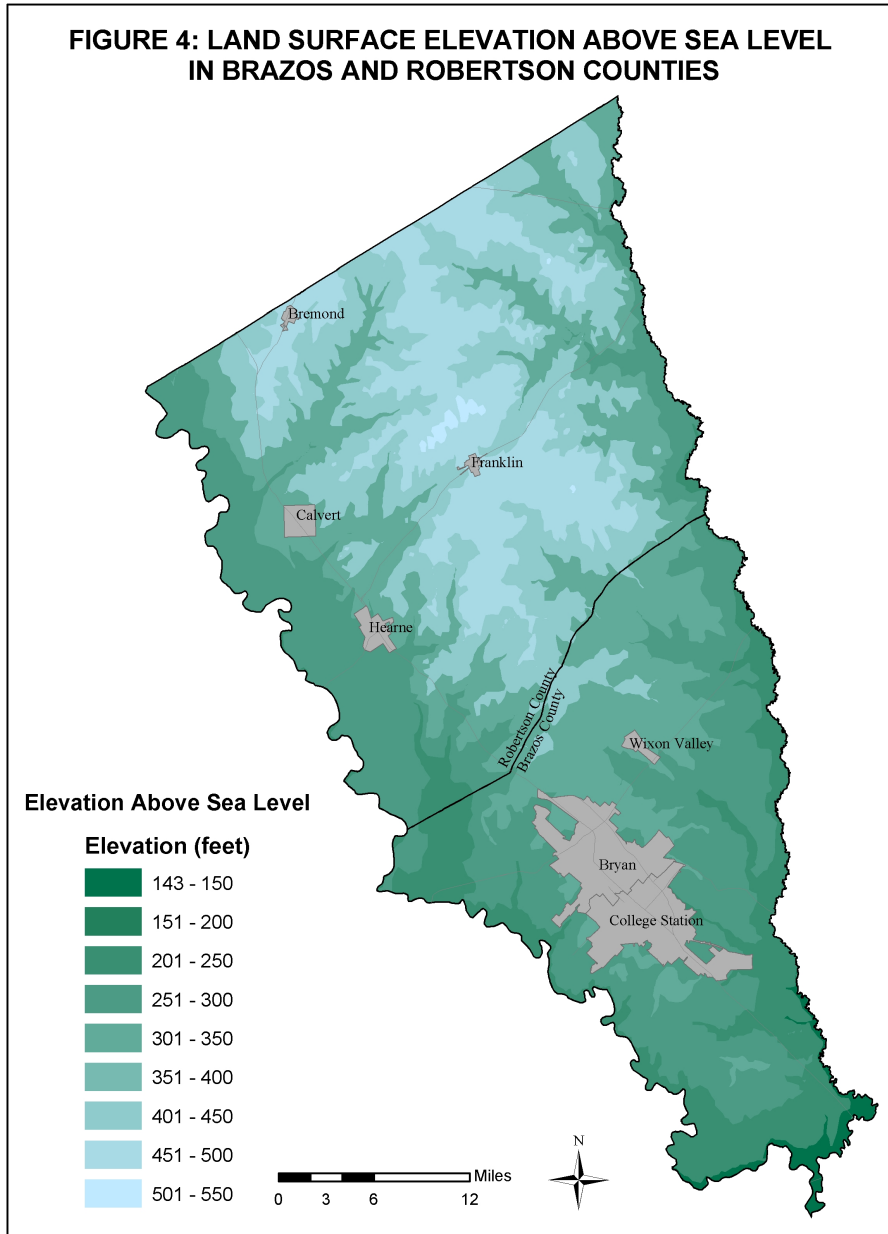 FIGURE 4: LAND SURFACE ELEVATION ABOVE SEA LEVEL
IN BRAZOS AND ROBERTSON COUNTIES
Bremond
Franklin
Calvert
Hearne
Robertson County
Brazos County
Wixon Valley
Bryan
College Station
Elevation Above Sea Level
Elevation (feet)
143 - 150
151 - 200
201 - 250
251 - 300
301 - 350
351 - 400
401 - 450
451 - 500
501 - 550
Miles
0 3 6 12
N